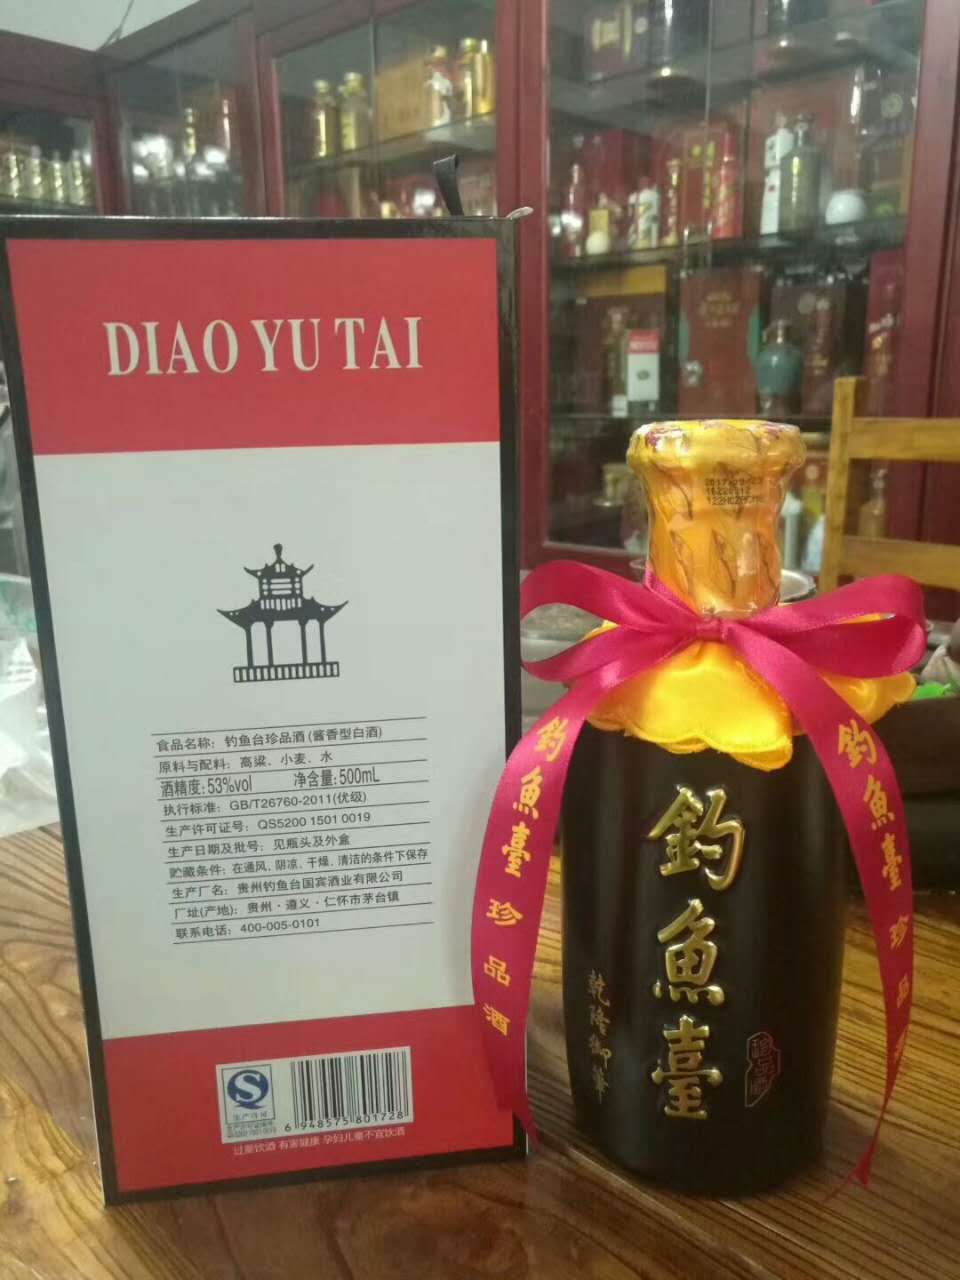 DIAO YU TAI
食品名称：钓鱼台珍品酒(酱香型白酒)
原料与配料：高粱、小麦、水
酒精度:53%vol 净含量:500mL
执行标准：GB/T26760-2011(优级)
生产许可证号：QS5200 1501 0019
生产日期及批号：见瓶头及外盒
贮藏条件：在通风、阴凉、干燥、清洁的条件下保存
生产厂名：贵州钓鱼台国宾酒业有限公司
厂址(产地)：贵州·遵义·仁怀市茅台镇
联系电话：400-005-0101
生产许可
6 948575 801728
过量饮酒 有害健康 孕妇儿童不宜饮酒
釣魚臺珍品酒
釣魚臺珍品
釣魚臺
乾隆御筆